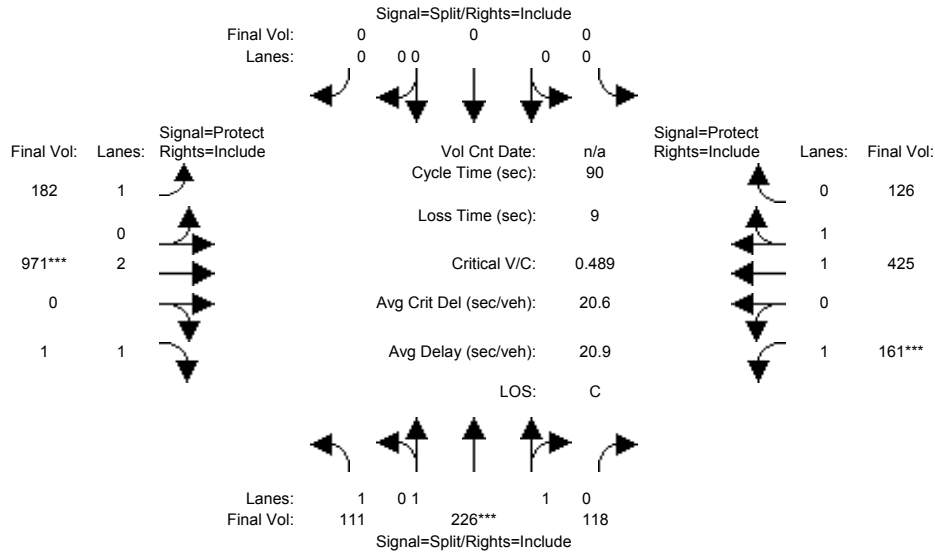 Signal=Split/Rights=Include
Final Vol: 0 0 0
Lanes: 0 0 0 0 0
Signal=Protect Signal=Protect
Final Vol: Lanes: Rights=Include Vol Cnt Date: n/a Rights=Include Lanes: Final Vol:
Cycle Time (sec): 90
182 1 0 126
Loss Time (sec): 9
0 1
971*** 2 Critical V/C: 0.489 1 425
0 Avg Crit Del (sec/veh): 20.6 0
1 1 Avg Delay (sec/veh): 20.9 1 161***
LOS: C
Lanes: 1 0 1 1 0
Final Vol: 111 226*** 118
Signal=Split/Rights=Include